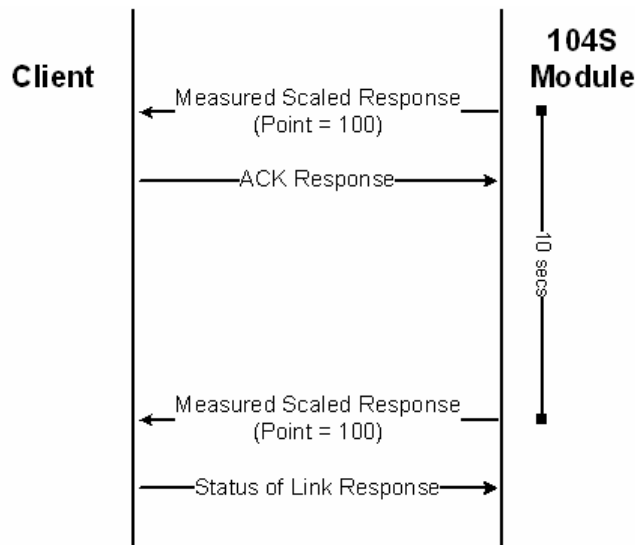 Client
104S
Module
Measured Scaled Response
(Point = 100)
ACK Response
10 secs
Measured Scaled Response
(Point = 100)
Status of Link Response